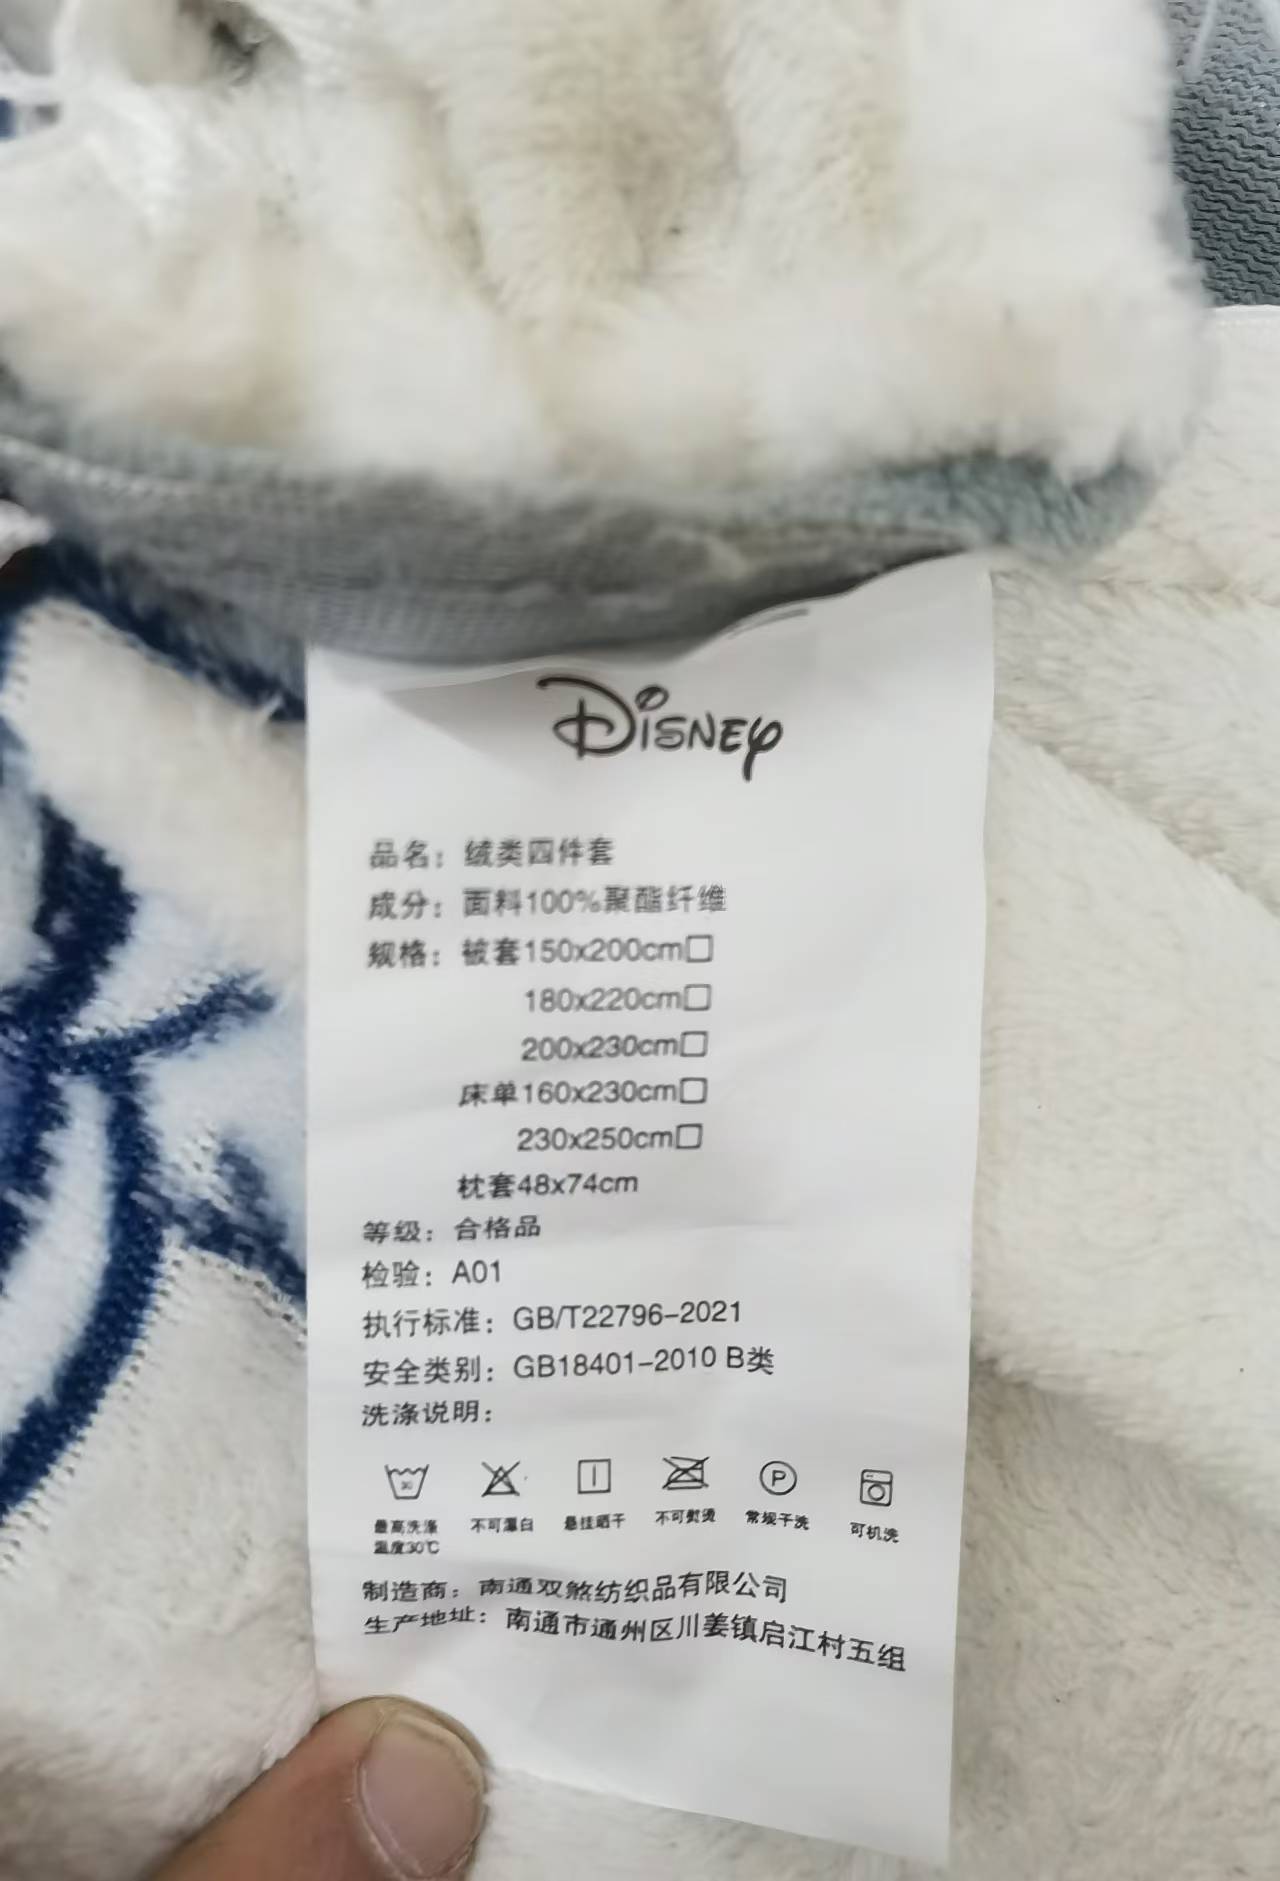 Disney
品名：绒类四件套
成分：面料100%聚酯纤维
规格：被套150x200cm□
180x220cm□
200x230cm□
床单160x230cm□
230x250cm□
枕套48x74cm
等级：合格品
检验：A01
执行标准：GB/T22796-2021
安全类别：GB18401-2010 B类
洗涤说明：
30 P
最高洗涤 不可漂白 悬挂晒干 不可熨烫 常规干洗 可机洗
温度30℃
制造商：南通双煞纺织品有限公司
生产地址：南通市通州区川姜镇启江村五组